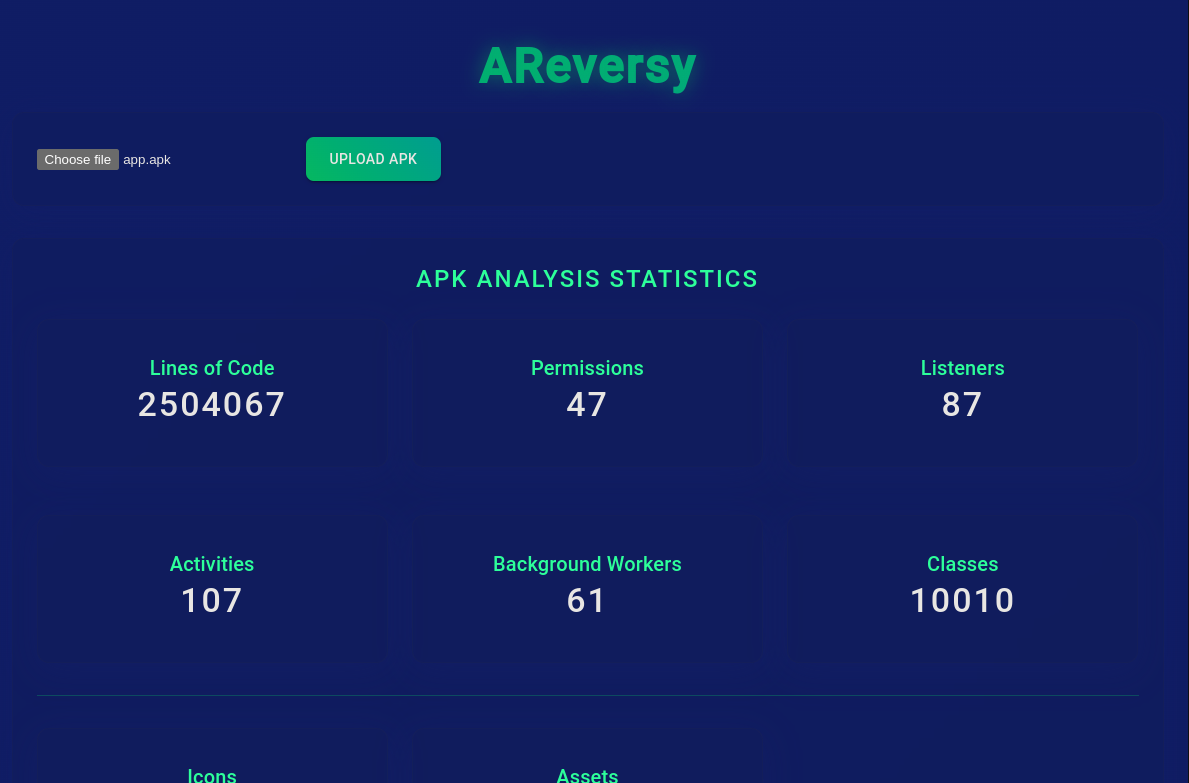 AReversy
Choose file app.apk
UPLOAD APK
APK ANALYSIS STATISTICS
Lines of Code
2504067
Permissions
47
Listeners
87
Activities
107
Background Workers
61
Classes
10010
Icons
Assets